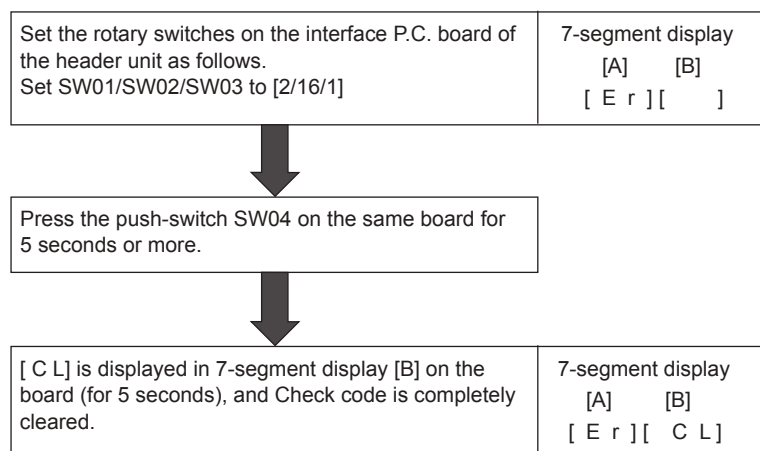 Set the rotary switches on the interface P.C. board of
the header unit as follows.
Set SW01/SW02/SW03 to [2/16/1]
7-segment display
[A] [B]
[ E r ] [ ]
Press the push-switch SW04 on the same board for
5 seconds or more.
[ C L] is displayed in 7-segment display [B] on the
board (for 5 seconds), and Check code is completely
cleared.
7-segment display
[A] [B]
[ E r ] [ C L ]